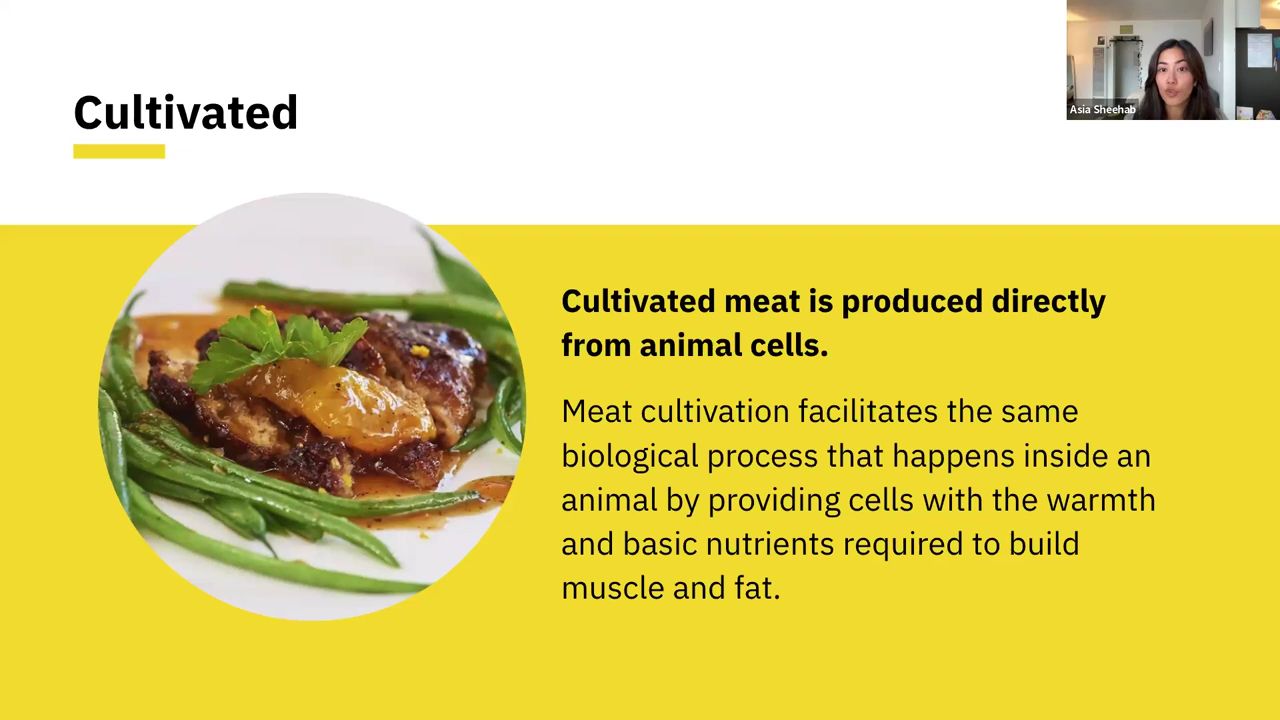 Cultivated
Asia Sheehab
Cultivated meat is produced directly
from animal cells.
Meat cultivation facilitates the same
biological process that happens inside an
animal by providing cells with the warmth
and basic nutrients required to build
muscle and fat.